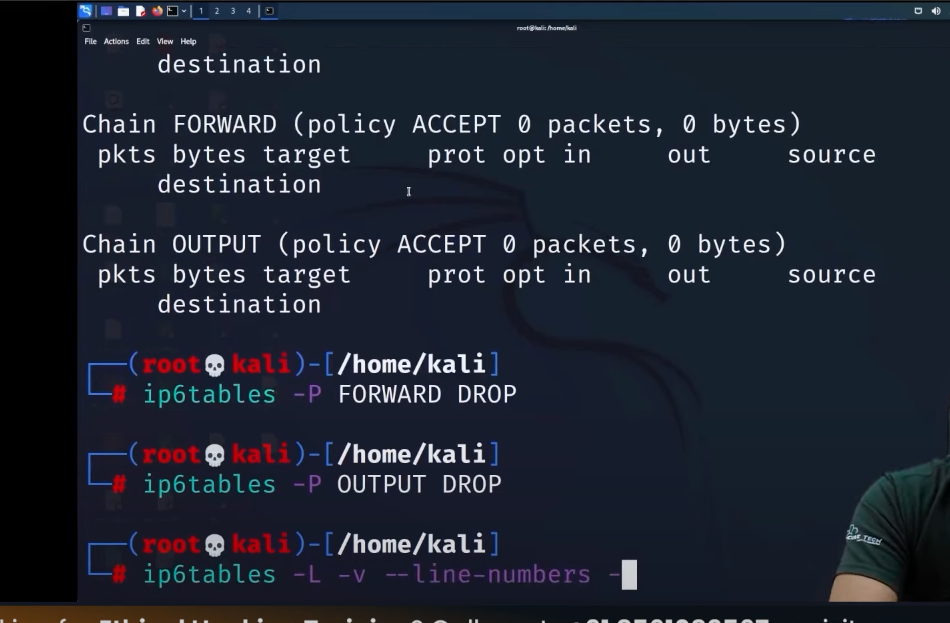 1 2 3 4
root@kali: /home/kali
File Actions Edit View Help
destination
Chain FORWARD (policy ACCEPT 0 packets, 0 bytes)
pkts bytes target prot opt in out source
destination
Chain OUTPUT (policy ACCEPT 0 packets, 0 bytes)
pkts bytes target prot opt in out source
destination
(root💀kali)-[/home/kali]
# ip6tables -P FORWARD DROP
(root💀kali)-[/home/kali]
# ip6tables -P OUTPUT DROP
(root💀kali)-[/home/kali]
# ip6tables -L -v --line-numbers -